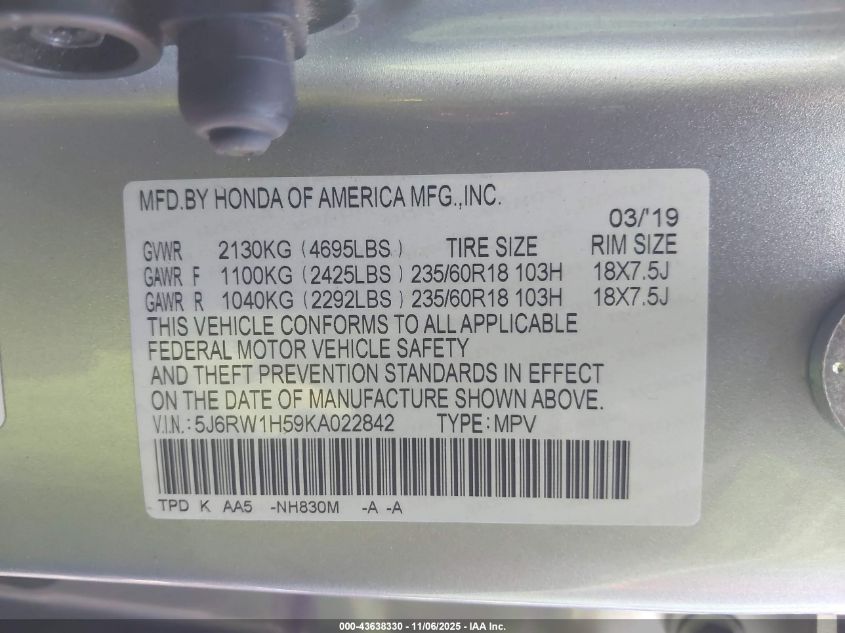 MFD.BY HONDA OF AMERICA MFG.,INC.
03/'19
GVWR 2130KG (4695LBS) TIRE SIZE RIM SIZE
GAWR F 1100KG (2425LBS) 235/60R18 103H 18X7.5J
GAWR R 1040KG (2292LBS) 235/60R18 103H 18X7.5J
THIS VEHICLE CONFORMS TO ALL APPLICABLE
FEDERAL MOTOR VEHICLE SAFETY
AND THEFT PREVENTION STANDARDS IN EFFECT
ON THE DATE OF MANUFACTURE SHOWN ABOVE.
V.I.N.: 5J6RW1H59KA022842 TYPE: MPV
TPD K AA5 -NH830M -A -A
000-43638330 - 11/06/2025 - IAA Inc.